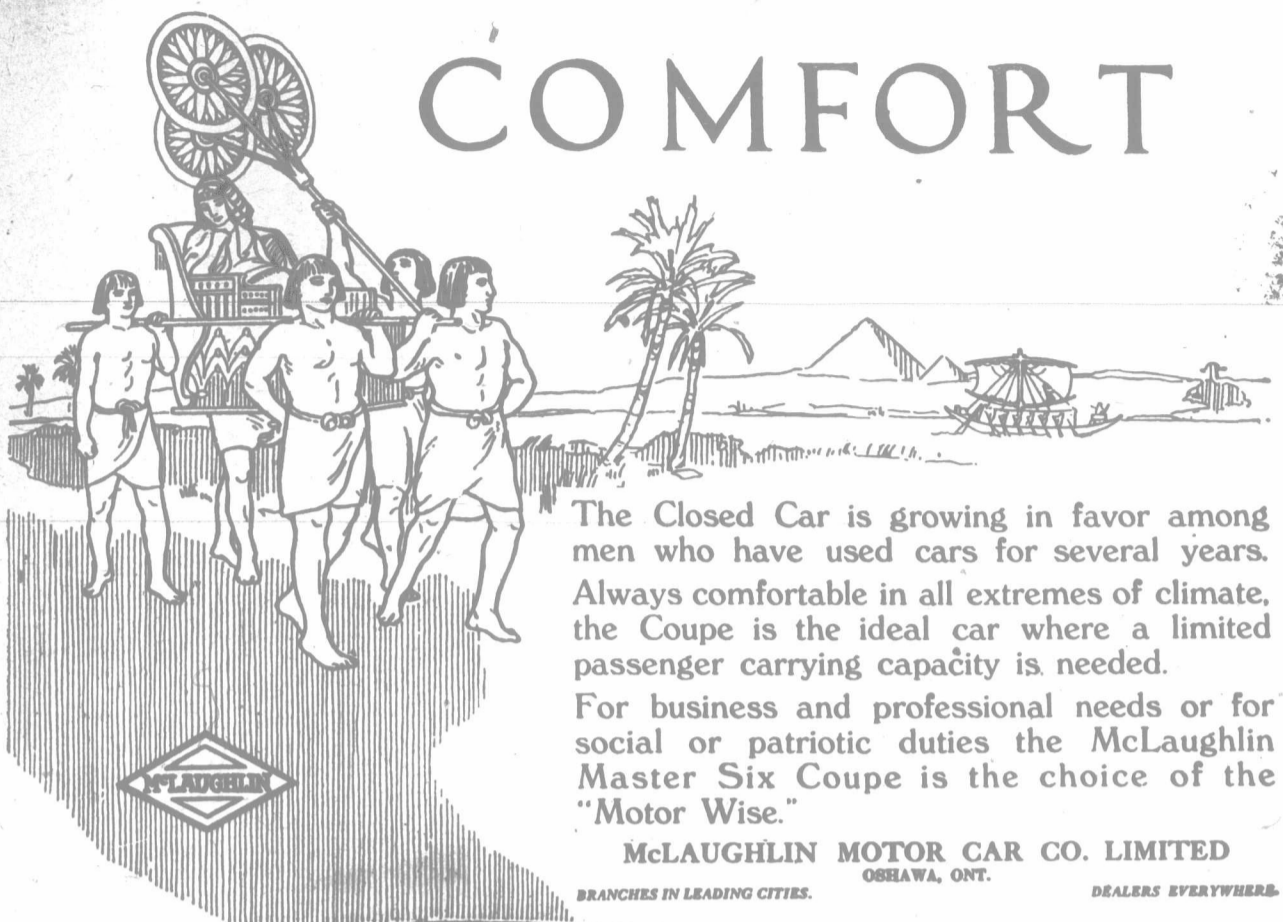 COMFORT
The Closed Car is growing in favor among
men who have used cars for several years.
Always comfortable in all extremes of climate,
the Coupe is the ideal car where a limited
passenger carrying capacity is needed.
For business and professional needs or for
social or patriotic duties the McLaughlin
Master Six Coupe is the choice of the
"Motor Wise."
McLAUGHLIN MOTOR CAR CO. LIMITED
OSHAWA, ONT.
BRANCHES IN LEADING CITIES. DEALERS EVERYWHERE.
McLAUGHLIN